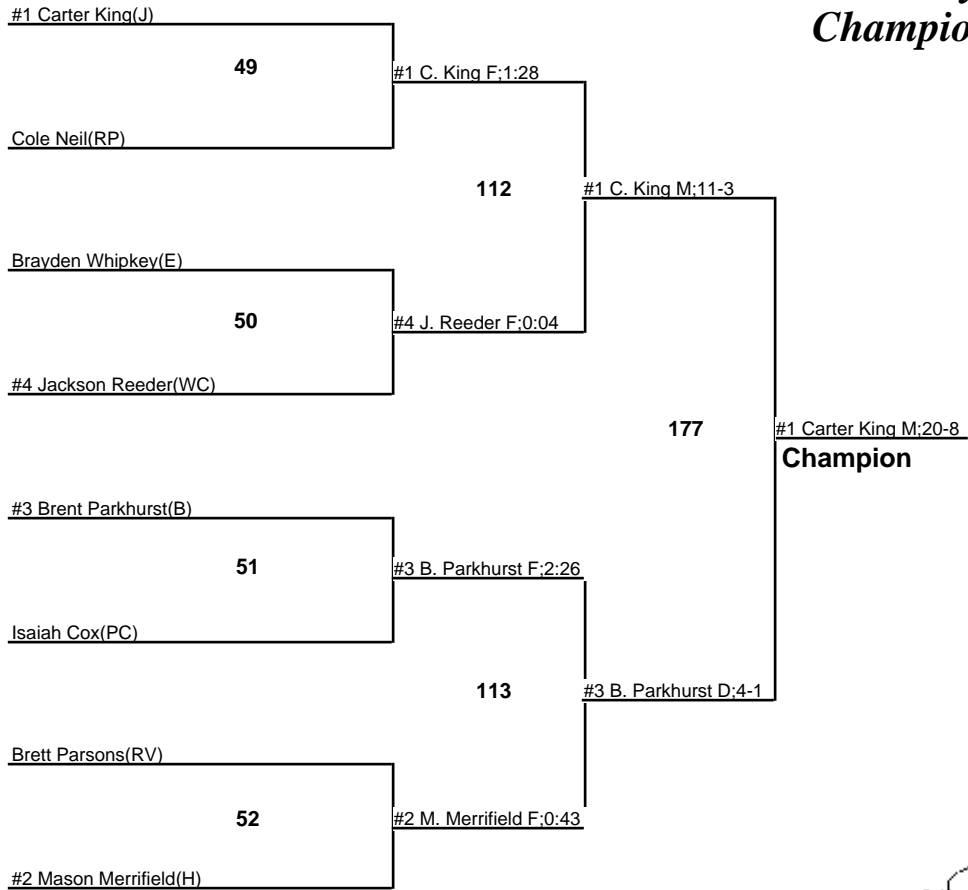 #1 Carter King(J)
Champio
49
#1 C. King F;1:28
Cole Neil(RP)
112
#1 C. King M;11-3
Brayden Whipkey(E)
50
#4 J. Reeder F;0:04
#4 Jackson Reeder(WC)
177
#1 Carter King M;20-8
Champion
#3 Brent Parkhurst(B)
51
#3 B. Parkhurst F;2:26
Isaiah Cox(PC)
113
#3 B. Parkhurst D;4-1
Brett Parsons(RV)
52
#2 M. Merrifield F;0:43
#2 Mason Merrifield(H)